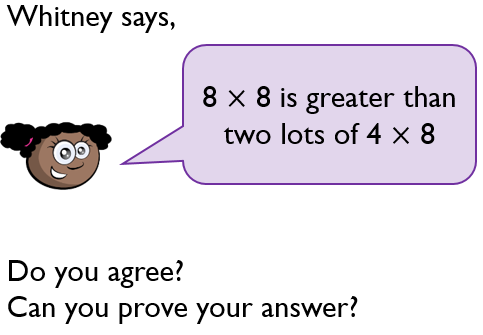 Whitney says,
8 × 8 is greater than
two lots of 4 × 8
Do you agree?
Can you prove your answer?